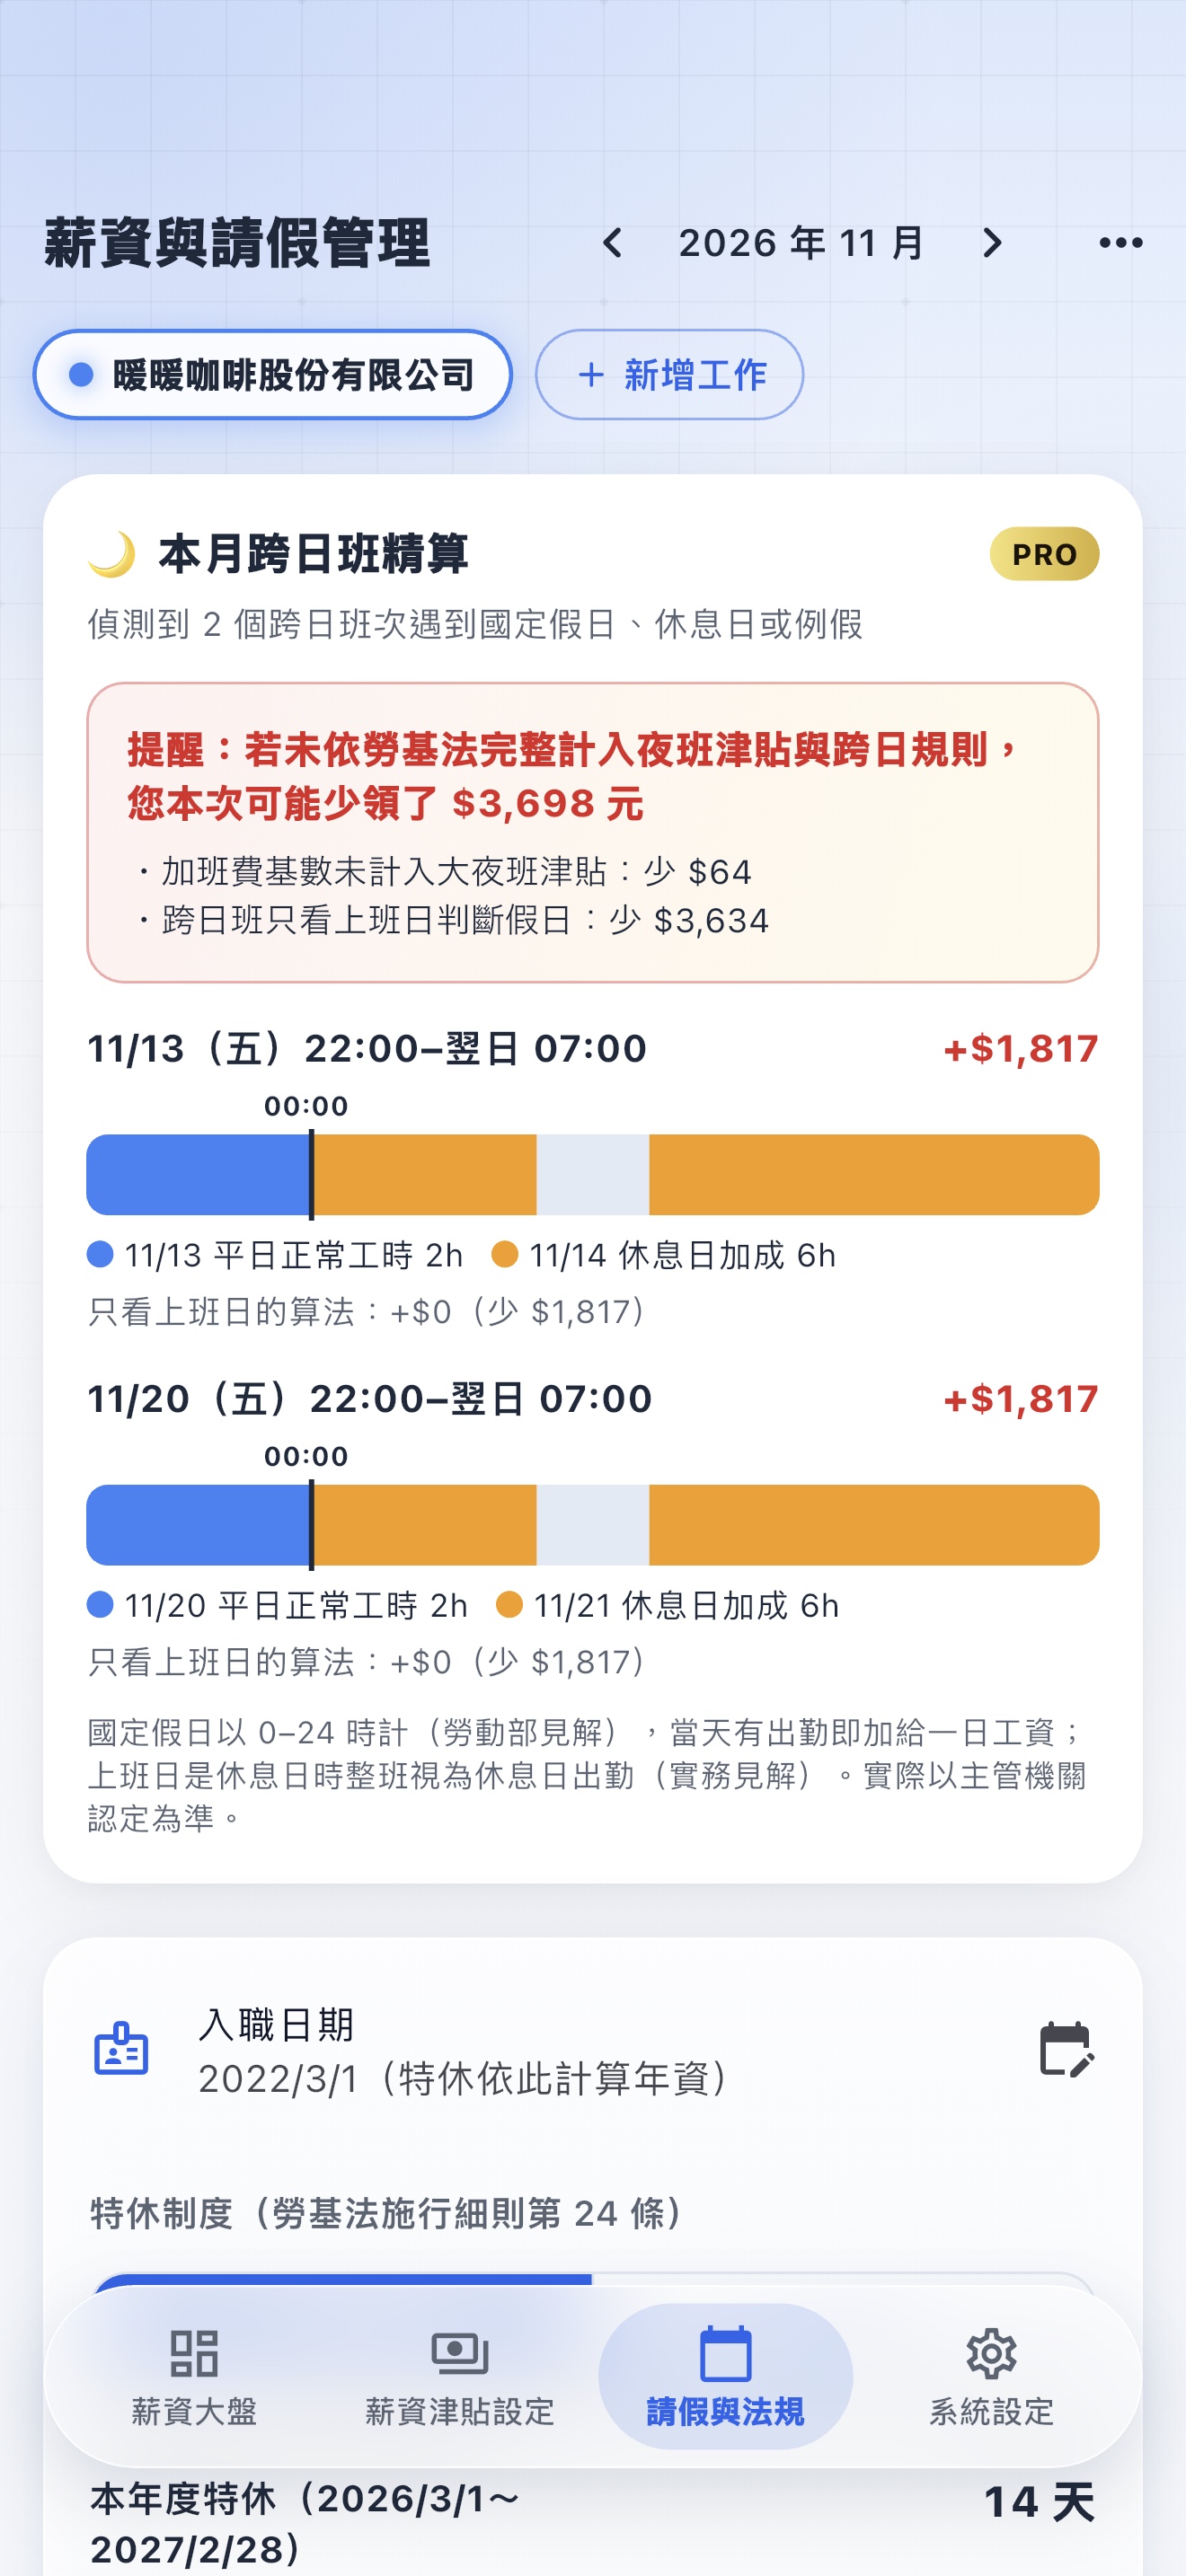 薪資與請假管理
2026 年 11 月
暖暖咖啡股份有限公司
+ 新增工作
本月跨日班精算
PRO
偵測到 2 個跨日班次遇到國定假日、休息日或例假
提醒：若未依勞基法完整計入夜班津貼與跨日規則，
您本次可能少領了 $3,698 元
・加班費基數未計入大夜班津貼：少 $64
・跨日班只看上班日判斷假日：少 $3,634
11/13（五）22:00–翌日 07:00
+$1,817
00:00
11/13 平日正常工時 2h
11/14 休息日加成 6h
只看上班日的算法：+$0（少 $1,817）
11/20（五）22:00–翌日 07:00
+$1,817
00:00
11/20 平日正常工時 2h
11/21 休息日加成 6h
只看上班日的算法：+$0（少 $1,817）
國定假日以 0–24 時計（勞動部見解），當天有出勤即加給一日工資；
上班日是休息日時整班視為休息日出勤（實務見解）。實際以主管機關
認定為準。
入職日期
2022/3/1（特休依此計算年資）
特休制度（勞基法施行細則第 24 條）
薪資大盤
薪資津貼設定
請假與法規
系統設定
本年度特休（2026/3/1～
2027/2/28）
14 天